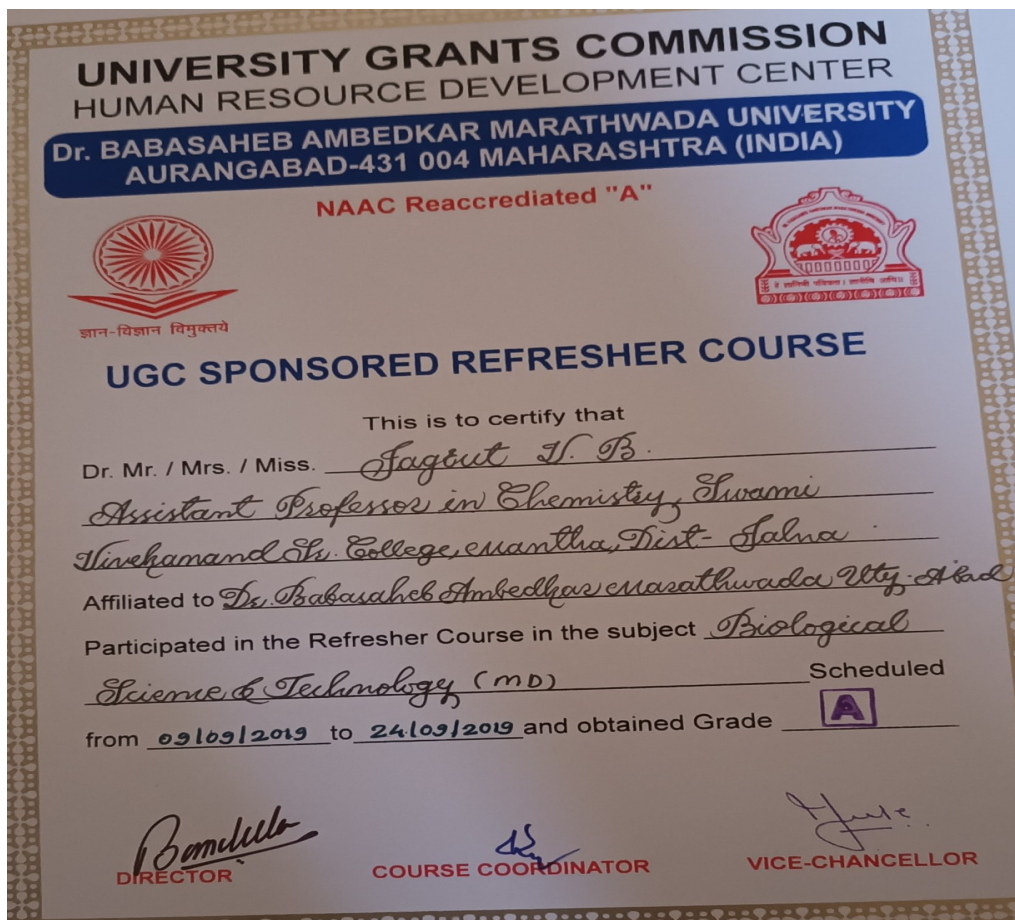 UNIVERSITY GRANTS COMMISSION
HUMAN RESOURCE DEVELOPMENT CENTER
Dr. BABASAHEB AMBEDKAR MARATHWADA UNIVERSITY
AURANGABAD-431 004 MAHARASHTRA (INDIA)
NAAC Reaccrediated "A"
ज्ञान-विज्ञान विमुक्तये
UGC SPONSORED REFRESHER COURSE
This is to certify that
Dr. Mr. / Mrs. / Miss. Jagtut H. B.
Assistant Professor in Chemistry, Swami
Vivekanand Sr. College, Mantha, Dist- Jalna.
Affiliated to Dr. Babasaheb Ambedkar Marathwada Uty. A'bad
Participated in the Refresher Course in the subject Biological
Science & Technology (MD) Scheduled
from 09/09/2019 to 24/09/2019 and obtained Grade A
DIRECTOR
COURSE COORDINATOR
VICE-CHANCELLOR